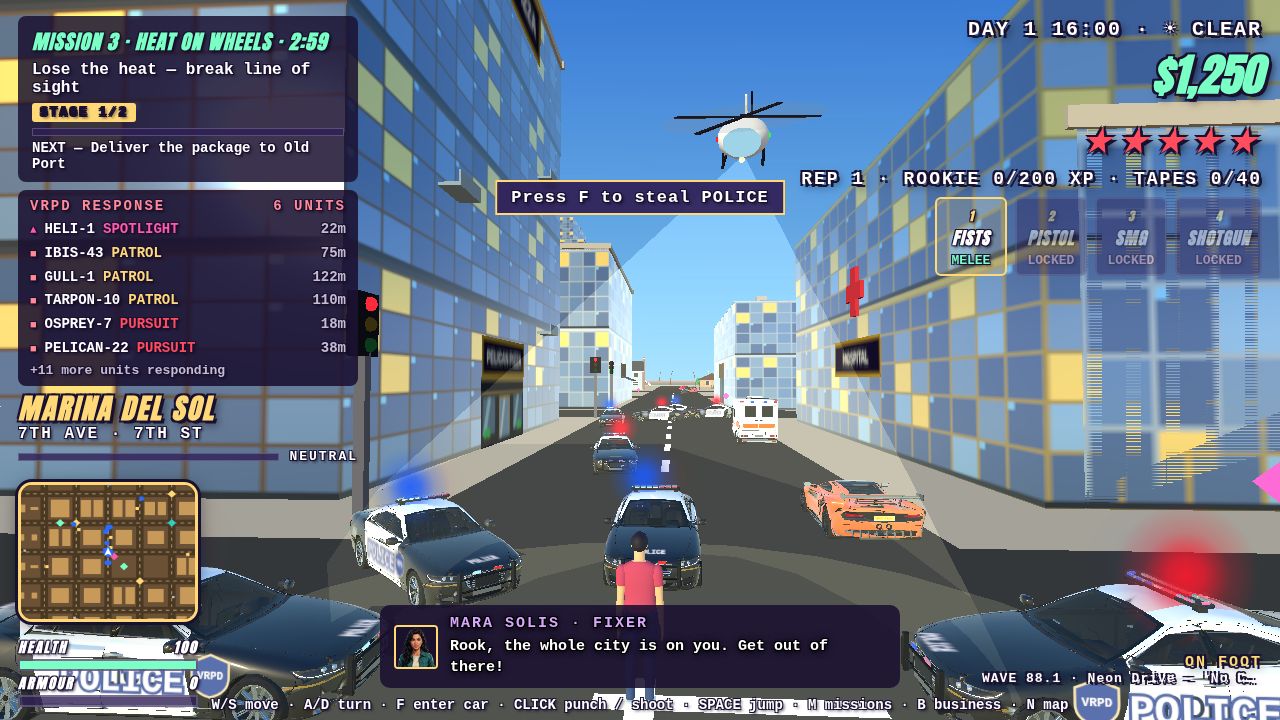 MISSION 3 · HEAT ON WHEELS · 2:59
Lose the heat — break line of
sight
STAGE 1/2
NEXT — Deliver the package to Old
Port
VRPD RESPONSE 6 UNITS
▲ HELI-1 SPOTLIGHT 22m
■ IBIS-43 PATROL 75m
■ GULL-1 PATROL 122m
■ TARPON-10 PATROL 110m
■ OSPREY-7 PURSUIT 18m
■ PELICAN-22 PURSUIT 38m
+11 more units responding
MARINA DEL SOL
7TH AVE · 7TH ST
NEUTRAL
HEALTH 100
ARMOUR 0
DAY 1 16:00 · ☀ CLEAR
$1,250
★ ★ ★ ★ ★
REP 1 · ROOKIE 0/200 XP · TAPES 0/40
1 FISTS MELEE
2 PISTOL LOCKED
3 SMG LOCKED
4 SHOTGUN LOCKED
Press F to steal POLICE
HOSPITAL
POLICE
POLICE
POLICE
VRPD
VRPD
POLICE
MARA SOLIS · FIXER
Rook, the whole city is on you. Get out of
there!
ON FOOT
WAVE 88.1 · Neon Drive — "No C…
W/S move · A/D turn · F enter car · CLICK punch / shoot · SPACE jump · M missions · B business · N map